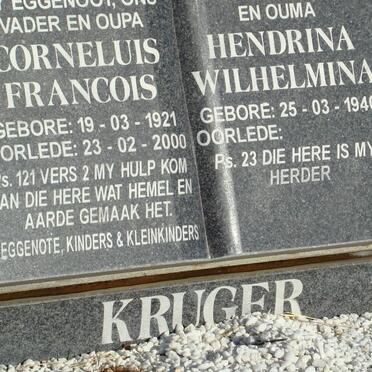 EGGENOOT, ONS
VADER EN OUPA
CORNELUIS
FRANCOIS
GEBORE: 19-03-1921
OORLEDE: 23-02-2000
Ps. 121 VERS 2 MY HULP KOM
VAN DIE HERE WAT HEMEL EN
AARDE GEMAAK HET.
EGGENOTE, KINDERS & KLEINKINDERS
EN OUMA
HENDRINA
WILHELMINA
GEBORE: 25-03-1940
OORLEDE:
Ps. 23 DIE HERE IS MY
HERDER
KRUGER